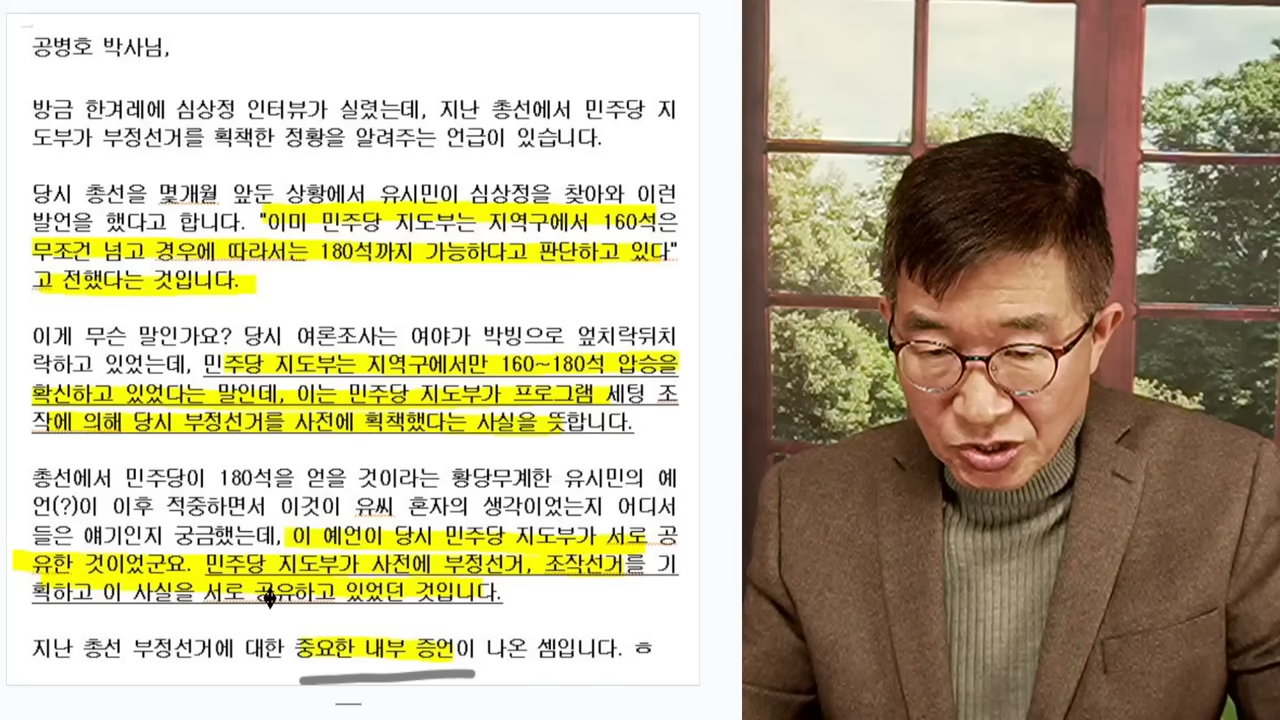 공병호 박사님,
방금 한겨레에 심상정 인터뷰가 실렸는데, 지난 총선에서 민주당 지
도부가 부정선거를 획책한 정황을 알려주는 언급이 있습니다.
당시 총선을 몇개월 앞둔 상황에서 유시민이 심상정을 찾아와 이런
발언을 했다고 합니다. "이미 민주당 지도부는 지역구에서 160석은
무조건 넘고 경우에 따라서는 180석까지 가능하다고 판단하고 있다"
고 전했다는 것입니다.
이게 무슨 말인가요? 당시 여론조사는 여야가 박빙으로 엎치락뒤치
락하고 있었는데, 민주당 지도부는 지역구에서만 160~180석 압승을
확신하고 있었다는 말인데, 이는 민주당 지도부가 프로그램 세팅 조
작에 의해 당시 부정선거를 사전에 획책했다는 사실을 뜻합니다.
총선에서 민주당이 180석을 얻을 것이라는 황당무계한 유시민의 예
언(?)이 이후 적중하면서 이것이 유씨 혼자의 생각이었는지 어디서
들은 얘기인지 궁금했는데, 이 예언이 당시 민주당 지도부가 서로 공
유한 것이었군요. 민주당 지도부가 사전에 부정선거, 조작선거를 기
획하고 이 사실을 서로 공유하고 있었던 것입니다.
지난 총선 부정선거에 대한 중요한 내부 증언이 나온 셈입니다. ㅎ